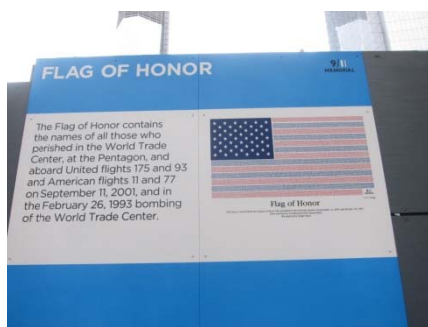 FLAG OF HONOR
9/11
MEMORIAL
The Flag of Honor contains
the names of all those who
perished in the World Trade
Center, at the Pentagon, and
aboard United flights 175 and 93
and American flights 11 and 77
on September 11, 2001, and in
the February 26, 1993 bombing
of the World Trade Center.
Flag of Honor